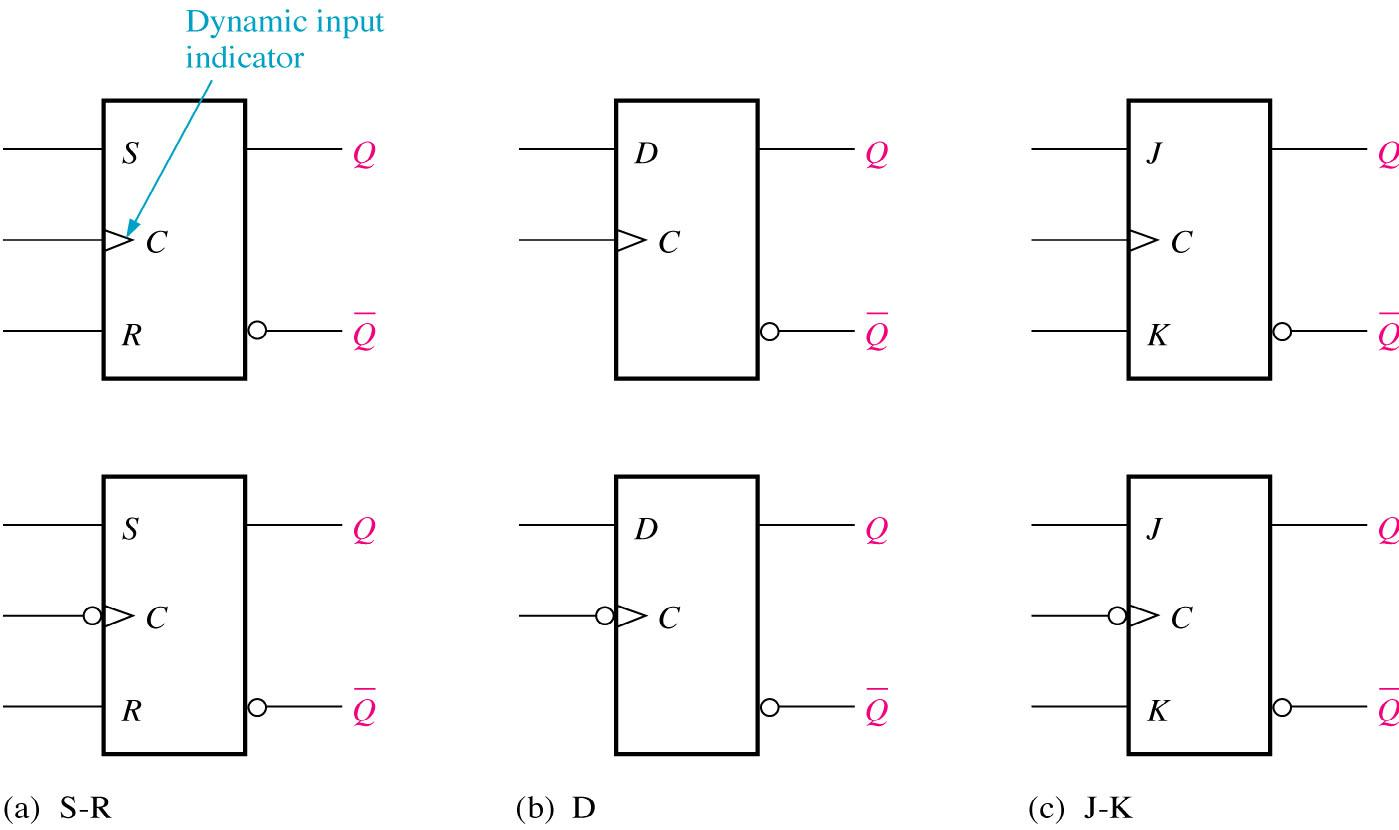 Dynamic input
indicator
S Q
C
R Q̅
D Q
C
Q̅
J Q
C
K Q̅
S Q
C
R Q̅
D Q
C
Q̅
J Q
C
K Q̅
(a) S-R
(b) D
(c) J-K